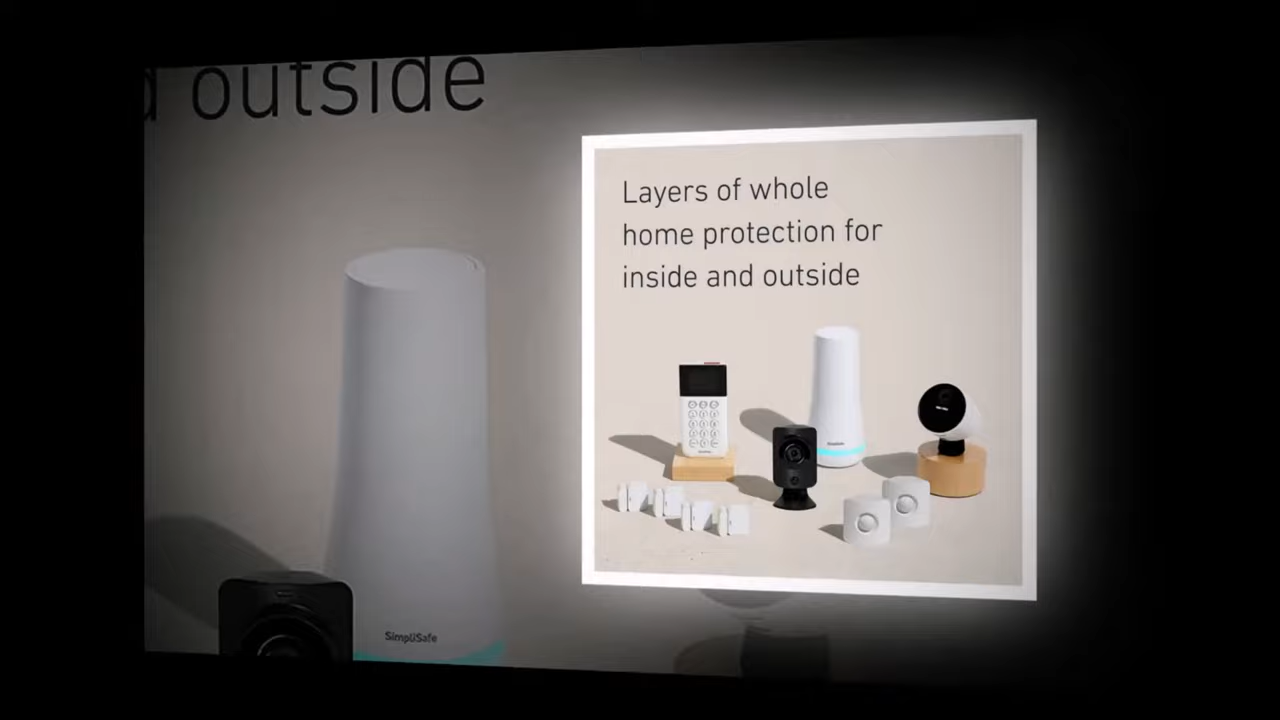 d outside
Layers of whole
home protection for
inside and outside
SimpliSafe